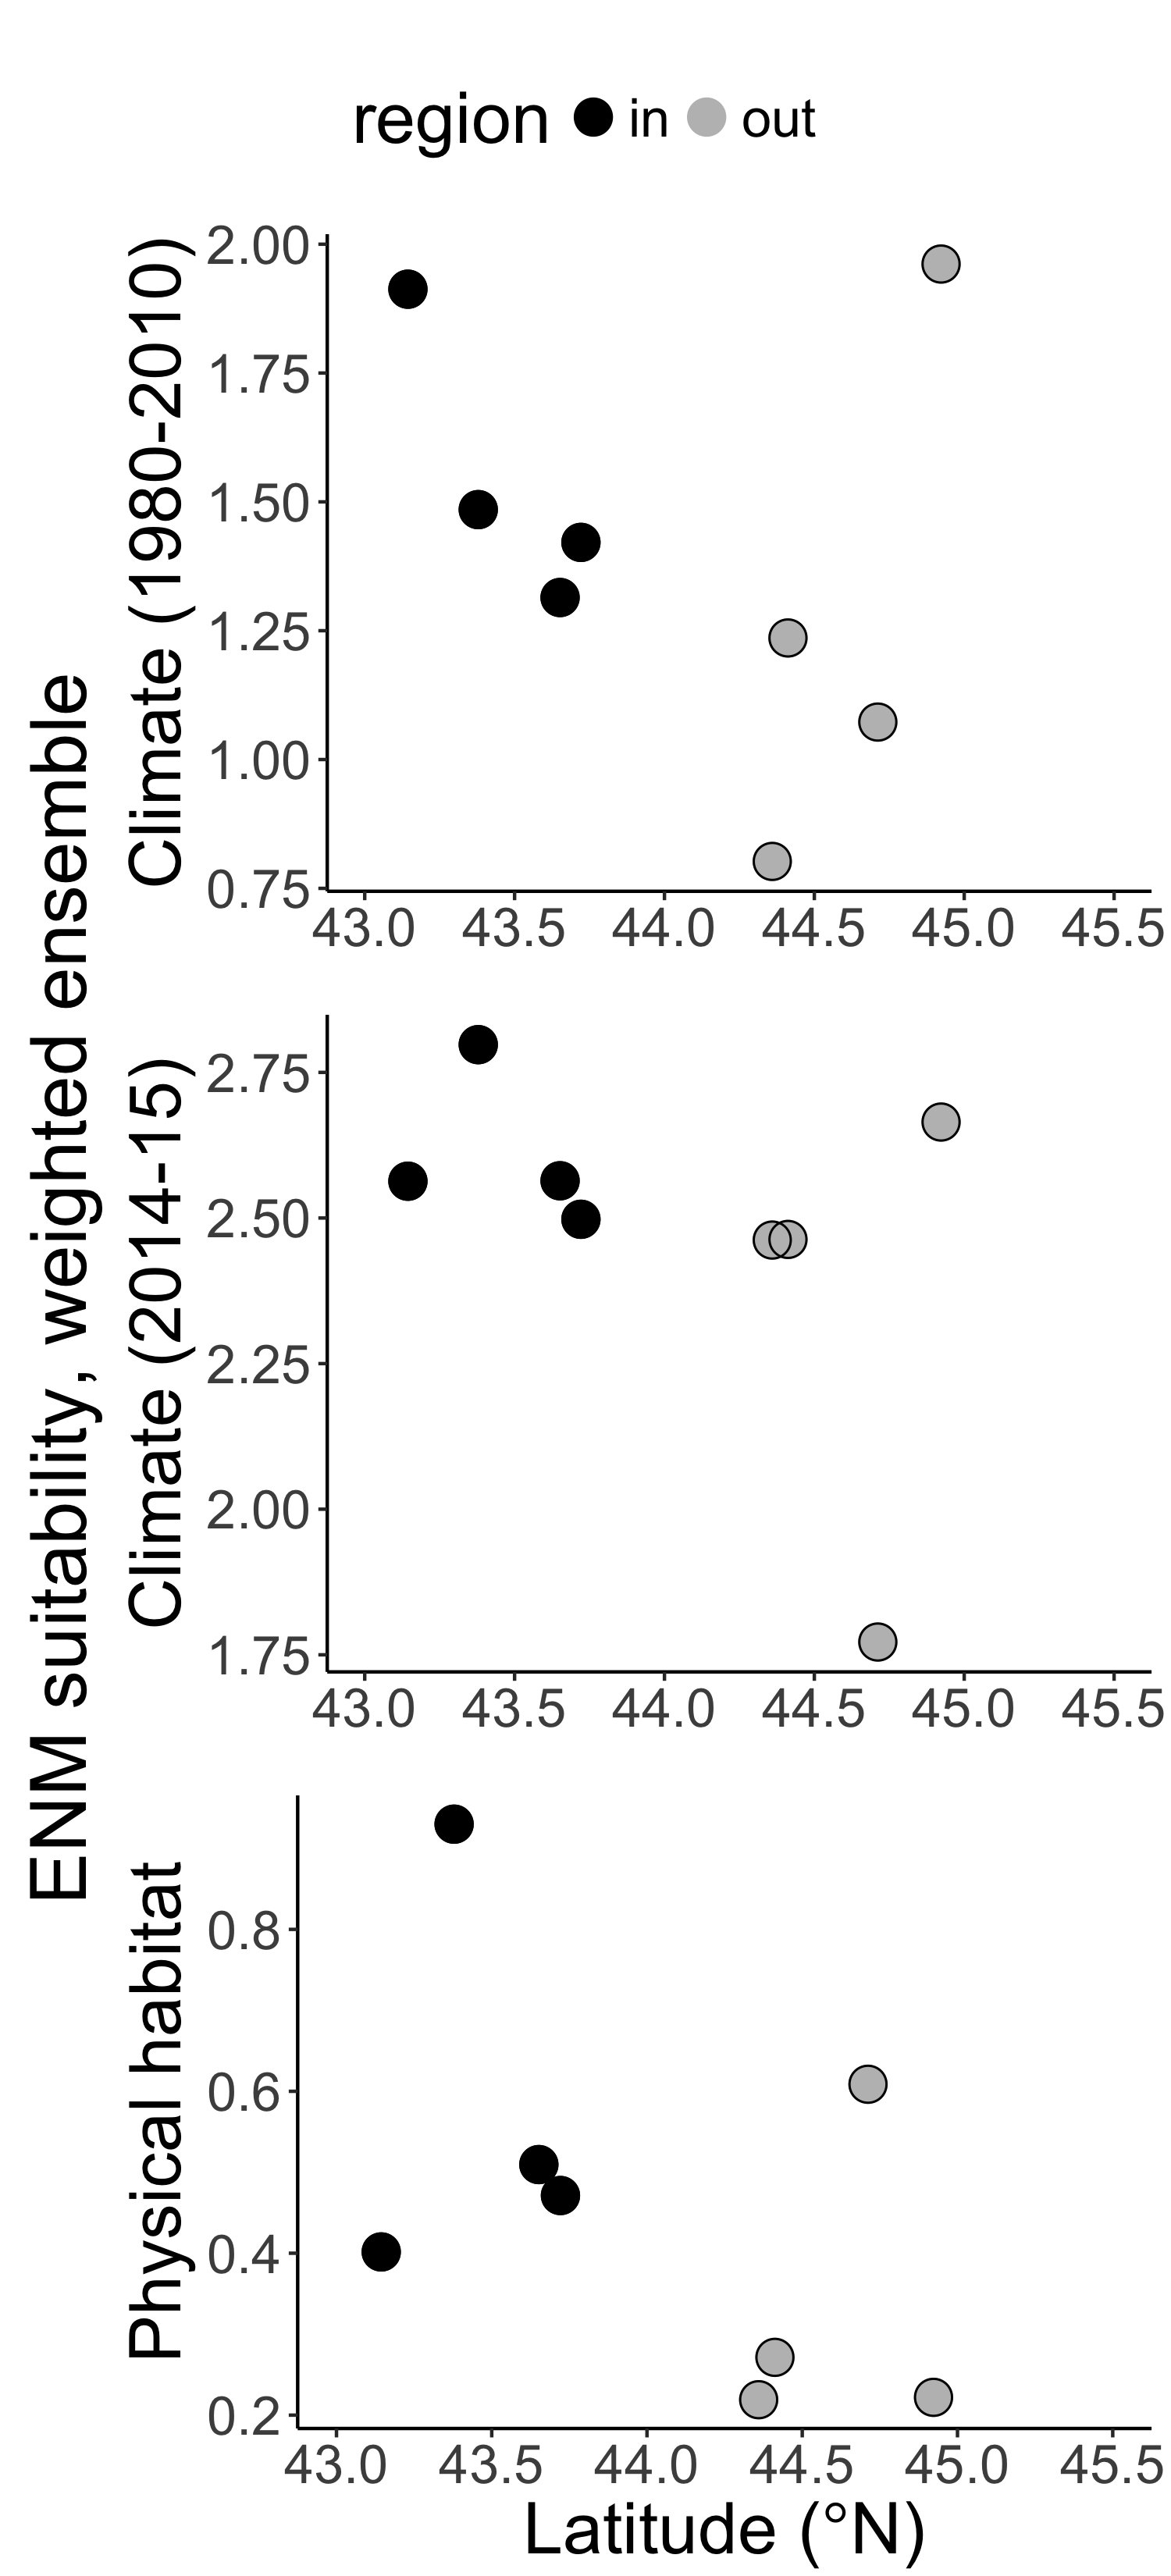 region in out
ENM suitability, weighted ensemble
Climate (1980-2010)
2.00
1.75
1.50
1.25
1.00
0.75
43.0 43.5 44.0 44.5 45.0 45.5
Climate (2014-15)
2.75
2.50
2.25
2.00
1.75
43.0 43.5 44.0 44.5 45.0 45.5
Physical habitat
0.8
0.6
0.4
0.2
43.0 43.5 44.0 44.5 45.0 45.5
Latitude (°N)